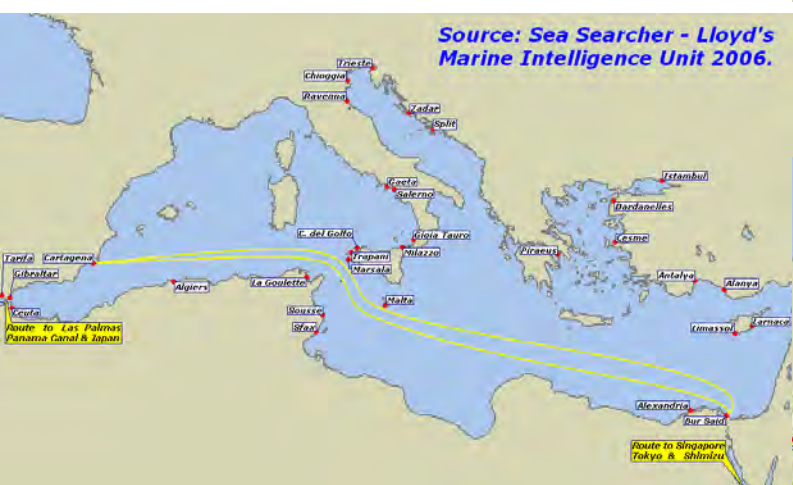 Source: Sea Searcher - Lloyd's
Marine Intelligence Unit 2006.
Trieste
Chioggia
Ravenna
Zadar
Split
Istambul
Gaeta
Salerno
Dardanelles
C. del Golfo
Gioia Tauro
Cesme
Tarifa
Cartagena
Trapani
Milazzo
Piraeus
Gibraltar
Marsala
Algiers
La Goulette
Antalya
Alanya
Malta
Ceuta
Sousse
Larnaca
Sfax
Limassol
Route to Las Palmas
Panama Canal & Japan
Alexandria
Bur Said
Route to Singapore
Tokyo & Shimizu